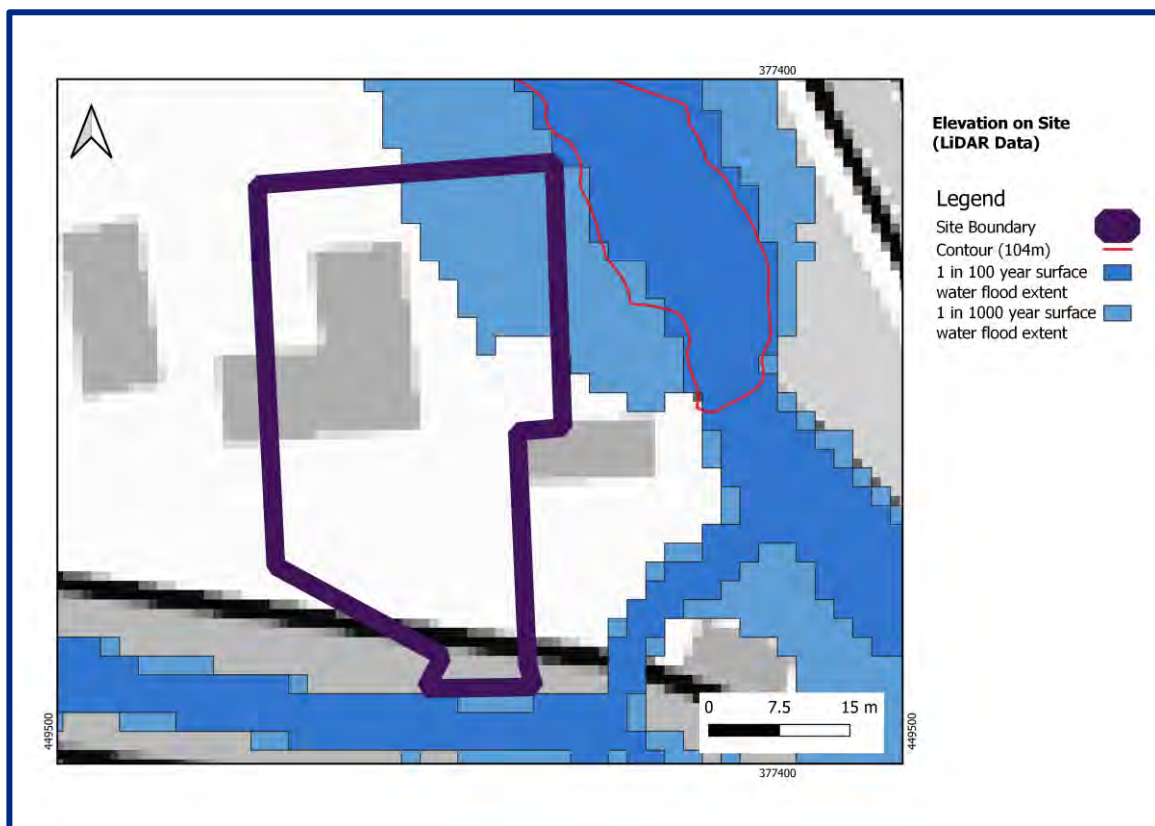 377400
Elevation on Site
(LiDAR Data)
Legend
Site Boundary
Contour (104m)
1 in 100 year surface
water flood extent
1 in 1000 year surface
water flood extent
0 7.5 15 m
449500
449500
377400